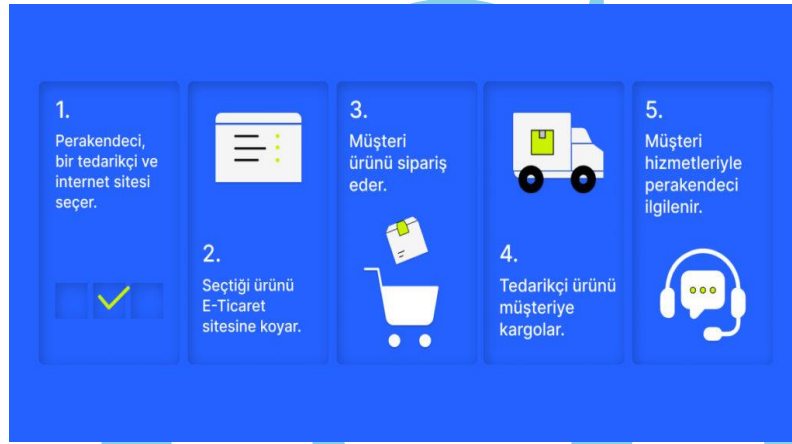 1.
Perakendeci,
bir tedarikçi ve
internet sitesi
seçer.
2.
Seçtiği ürünü
E-Ticaret
sitesine koyar.
3.
Müşteri
ürünü sipariş
eder.
4.
Tedarikçi ürünü
müşteriye
kargolar.
5.
Müşteri
hizmetleriyle
perakendeci
ilgilenir.